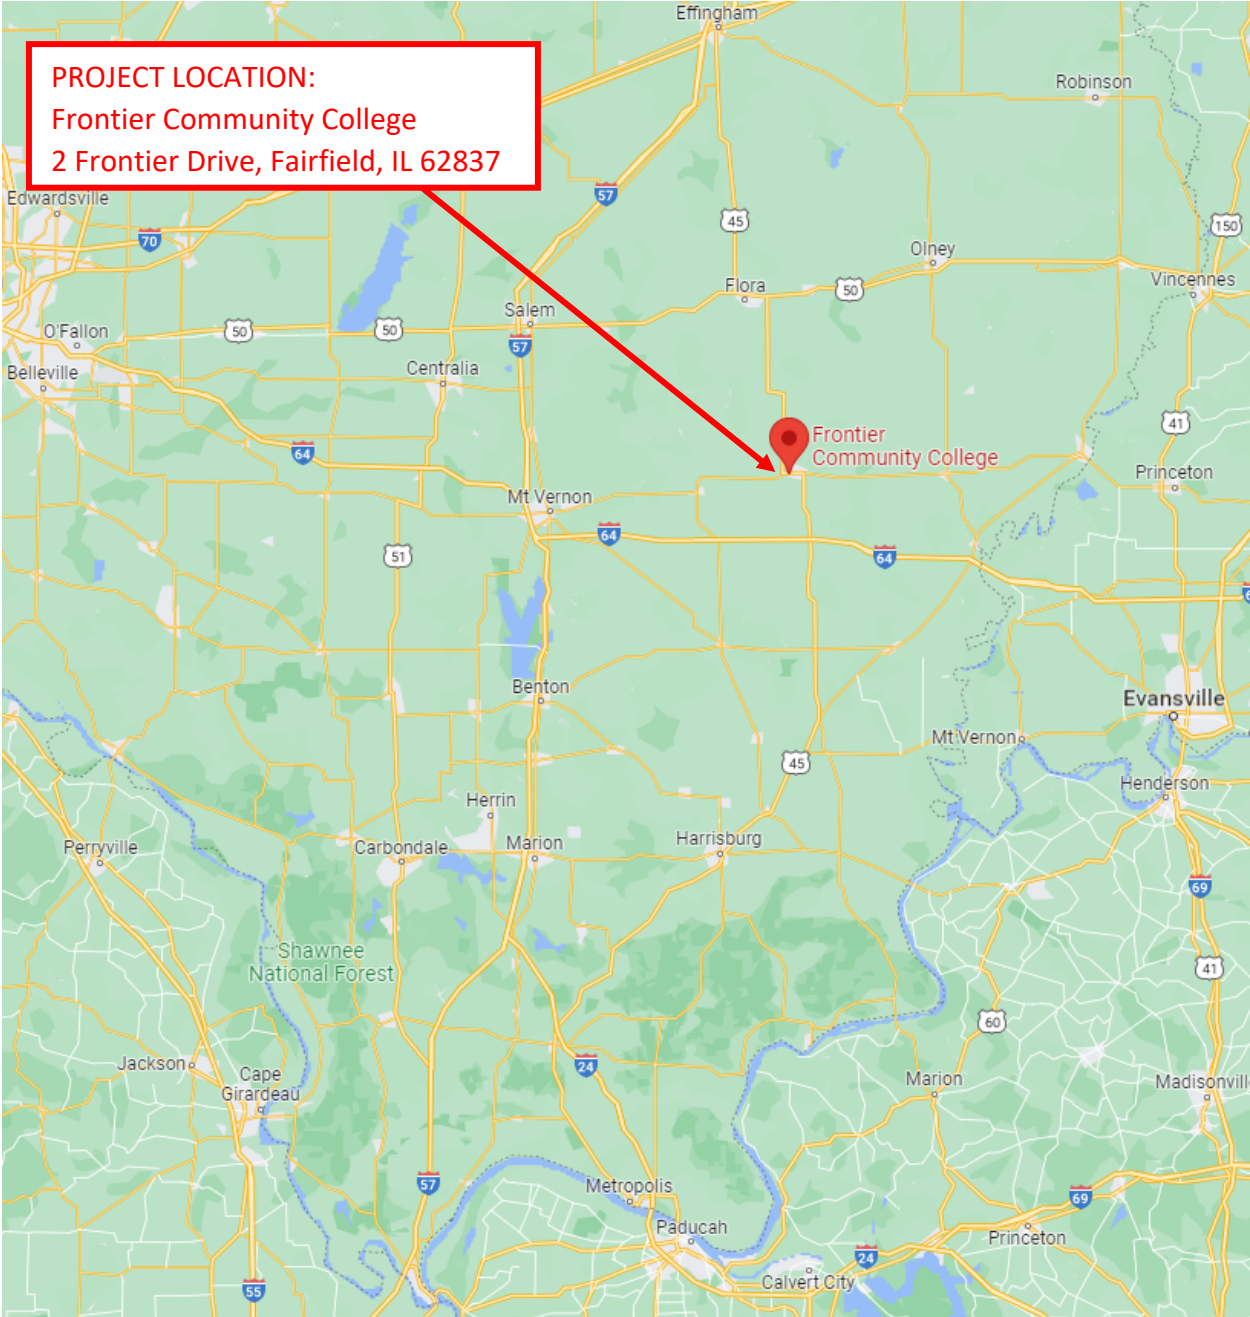 Effingham
PROJECT LOCATION:
Frontier Community College
2 Frontier Drive, Fairfield, IL 62837
Robinson
57
Edwardsville
70
45
150
Olney
Vincennes
Flora
50
Salem
50
50
O'Fallon
57
Belleville
Centralia
41
Frontier
Community College
64
Princeton
Mt Vernon
64
51
64
6
Benton
Evansville
Mt Vernon
45
Henderson
Herrin
Perryville
Carbondale
Marion
Harrisburg
69
Shawnee
National Forest
41
60
Jackson
24
Cape
Girardeau
Marion
Madisonvill
57
Metropolis
69
Paducah
Princeton
24
Calvert City
55